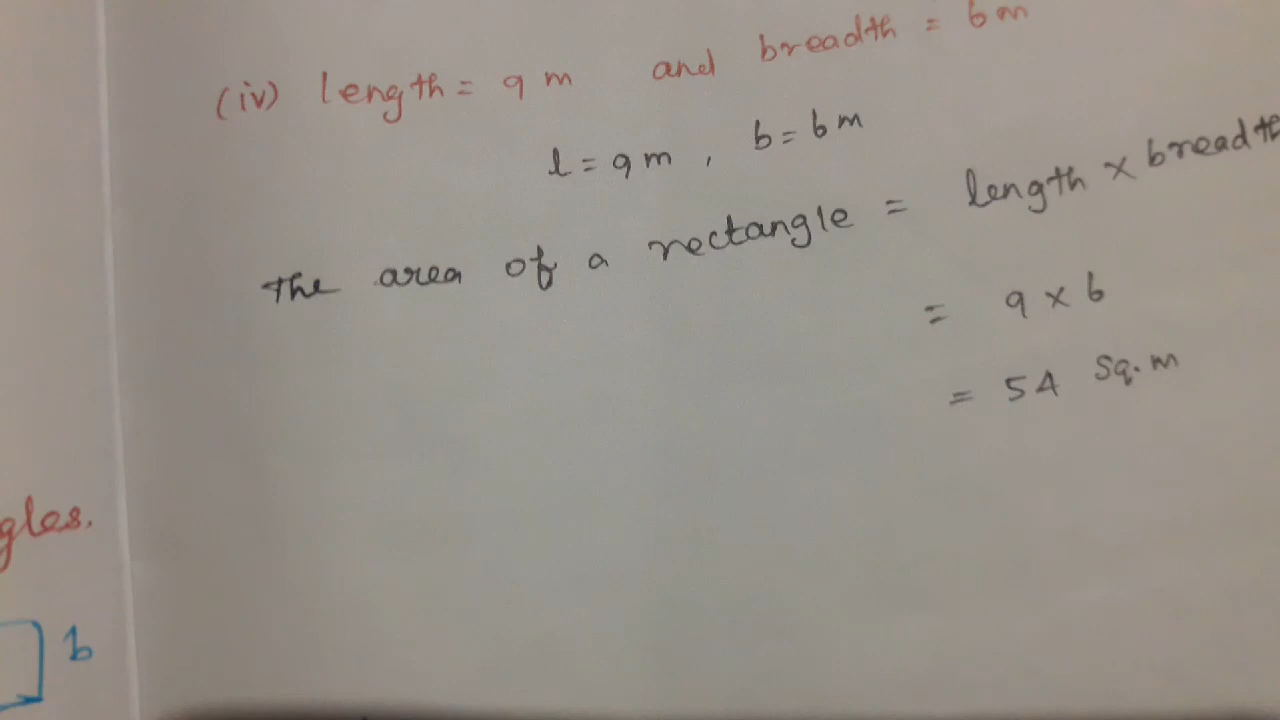 (iv) length = 9 m and breadth = 6 m
l = 9 m , b = 6 m
The area of a rectangle = length × breadth
= 9 × 6
= 54 Sq. m
gles.
b